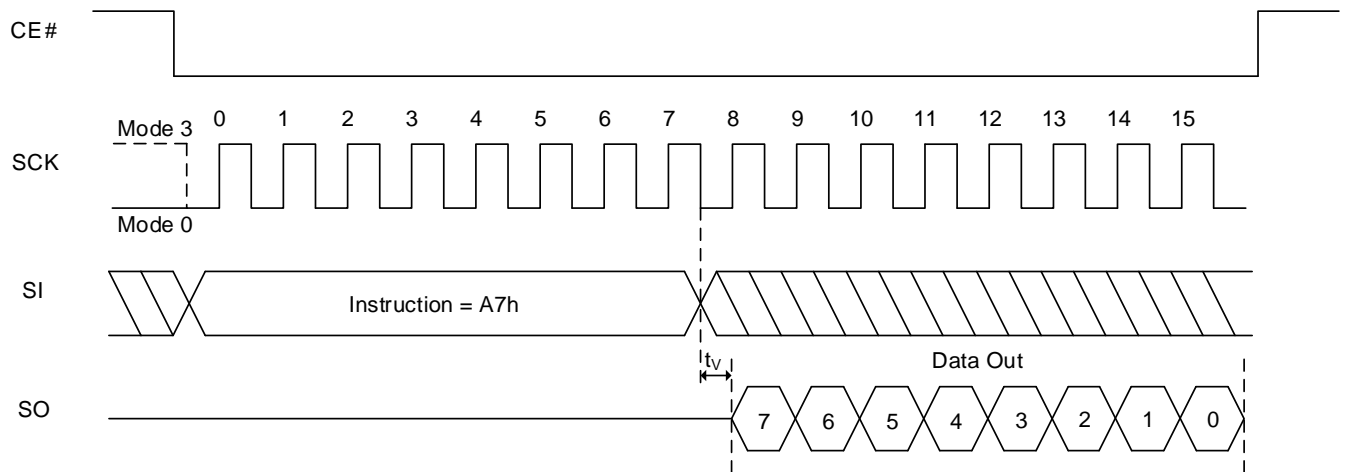 CE#
Mode 3
0 1 2 3 4 5 6 7 8 9 10 11 12 13 14 15
SCK
Mode 0
SI
Instruction = A7h
tV
Data Out
SO
7 6 5 4 3 2 1 0